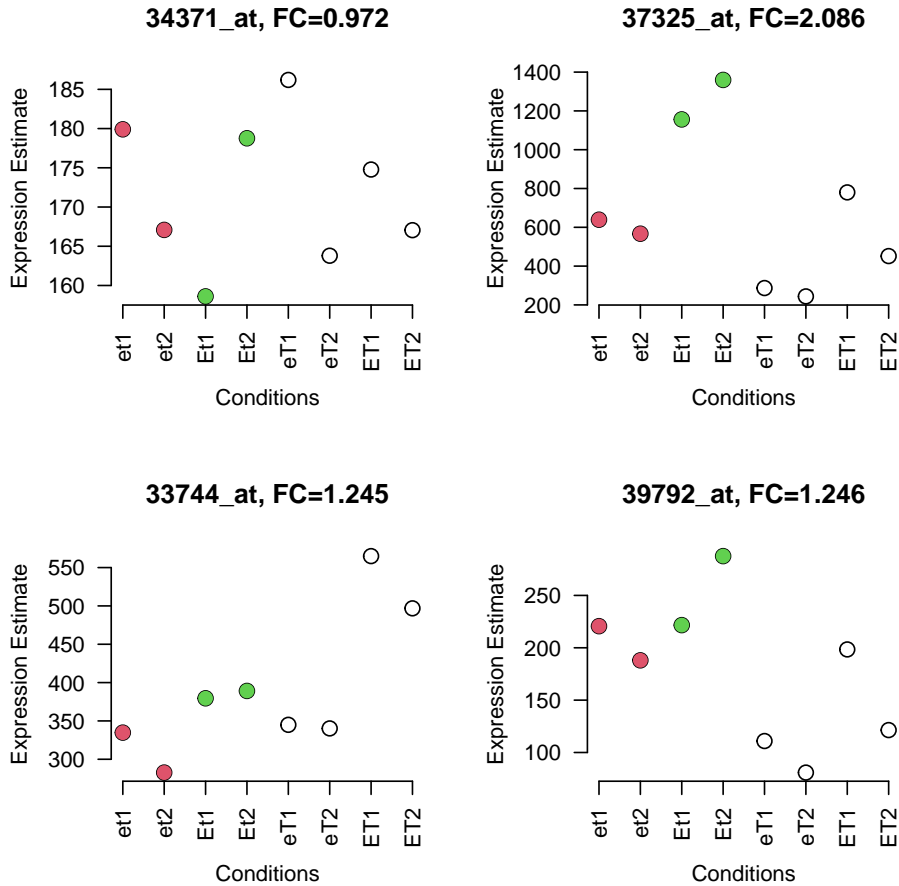 34371_at, FC=0.972
Expression Estimate
185
180
175
170
165
160
et1
et2
Et1
Et2
eT1
eT2
ET1
ET2
Conditions
37325_at, FC=2.086
Expression Estimate
1400
1200
1000
800
600
400
200
et1
et2
Et1
Et2
eT1
eT2
ET1
ET2
Conditions
33744_at, FC=1.245
Expression Estimate
550
500
450
400
350
300
et1
et2
Et1
Et2
eT1
eT2
ET1
ET2
Conditions
39792_at, FC=1.246
Expression Estimate
250
200
150
100
et1
et2
Et1
Et2
eT1
eT2
ET1
ET2
Conditions